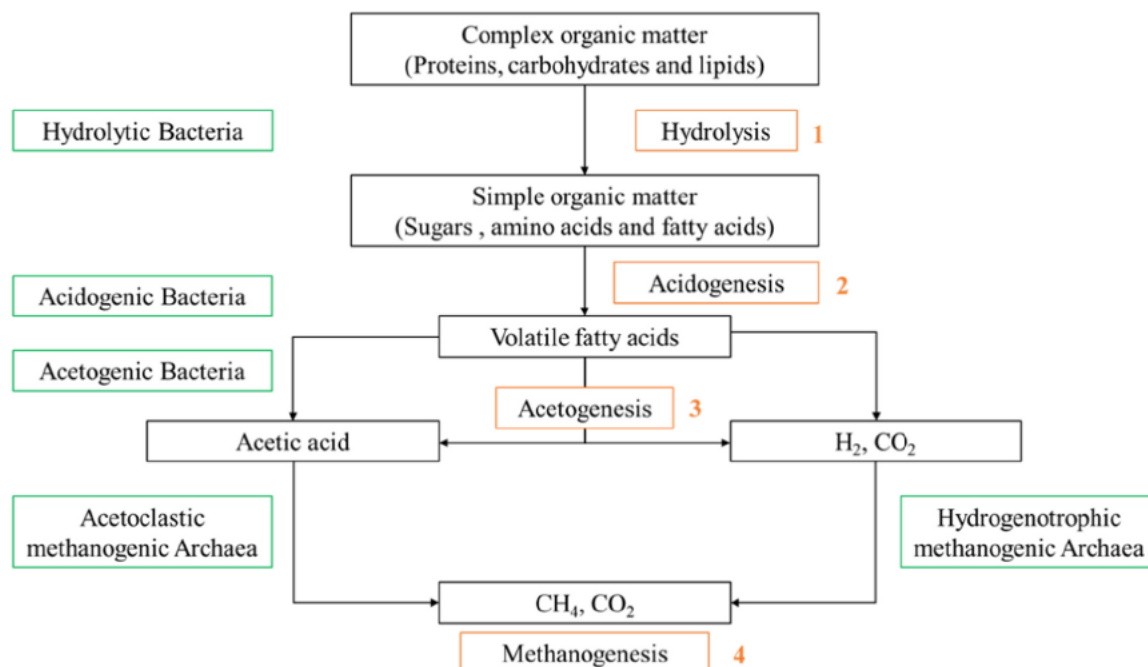 Complex organic matter
(Proteins, carbohydrates and lipids)
Hydrolytic Bacteria
Hydrolysis 1
Simple organic matter
(Sugars , amino acids and fatty acids)
Acidogenic Bacteria
Acidogenesis 2
Volatile fatty acids
Acetogenic Bacteria
Acetogenesis 3
Acetic acid
H₂, CO₂
Acetoclastic
methanogenic Archaea
Hydrogenotrophic
methanogenic Archaea
CH₄, CO₂
Methanogenesis 4